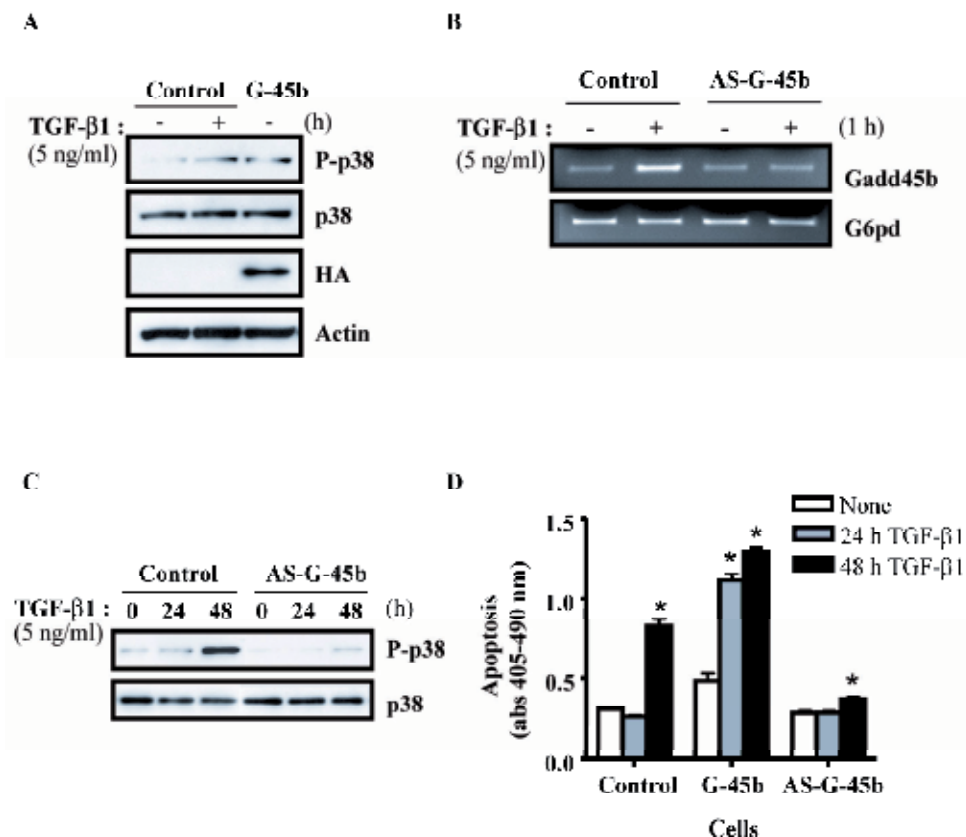 A
Control G-45b
TGF-β1 : - + - (h)
(5 ng/ml)
P-p38
p38
HA
Actin
B
Control AS-G-45b
TGF-β1 : - + - + (1 h)
(5 ng/ml)
Gadd45b
G6pd
C
Control AS-G-45b
TGF-β1 : 0 24 48 0 24 48 (h)
(5 ng/ml)
P-p38
p38
D
None
24 h TGF-β1
48 h TGF-β1
Apoptosis
(abs 405-490 nm)
1.5
1.0
0.5
0.0
* * * *
Control G-45b AS-G-45b
Cells